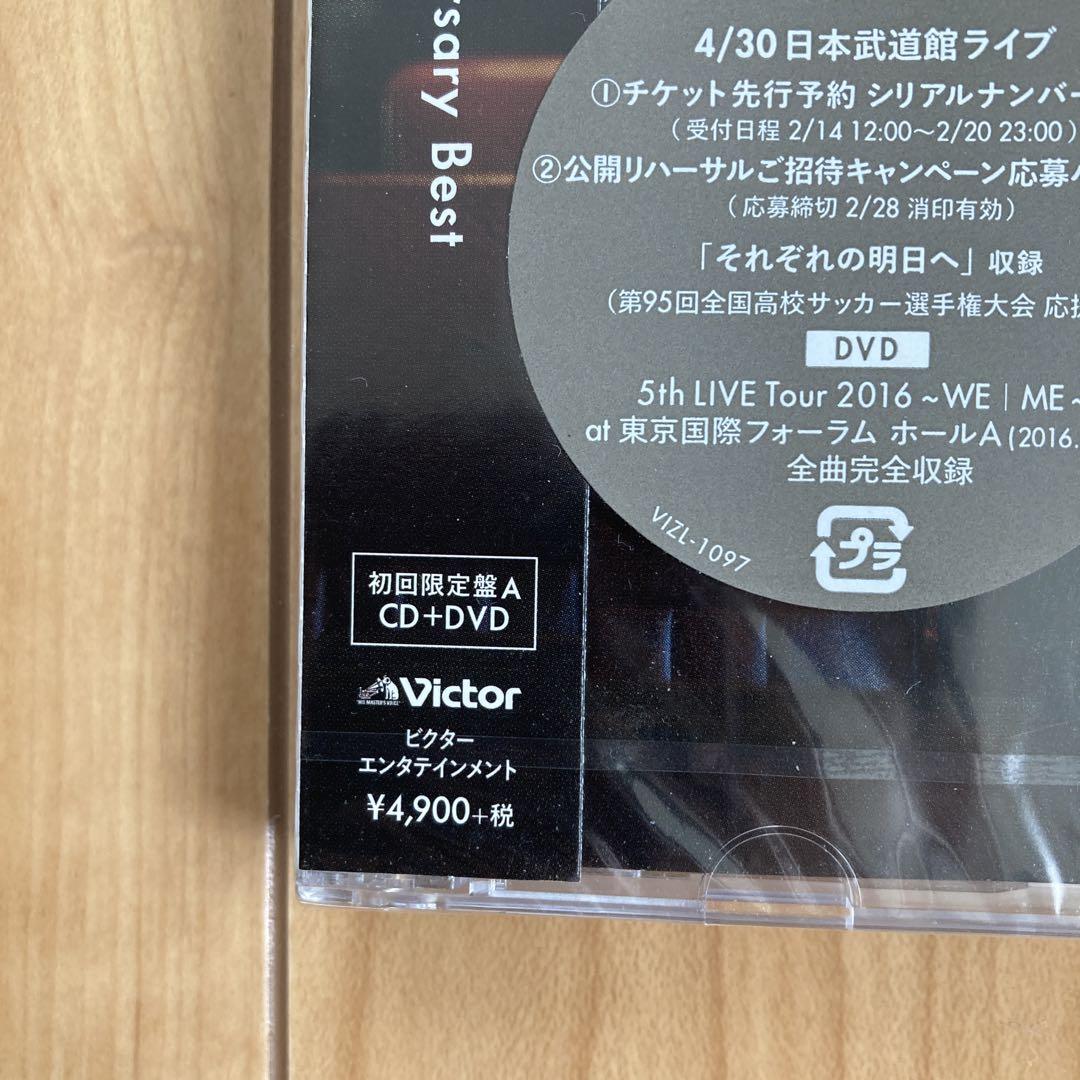 Best
4/30 日本武道館ライブ
①チケット先行予約 シリアルナンバー
(受付日程 2/14 12:00〜2/20 23:00)
②公開リハーサルご招待キャンペーン応募
(応募締切 2/28 消印有効)
「それぞれの明日へ」収録
(第95回全国高校サッカー選手権大会
DVD
5th LIVE Tour 2016 ~WE | ME~
at 東京国際フォーラム ホールA (2016.
全曲完全収録
VIZL-1097
プラ
初回限定盤A
CD+DVD
"HIS MASTER'S VOICE"
Victor
ビクター
エンタテインメント
¥4,900+税